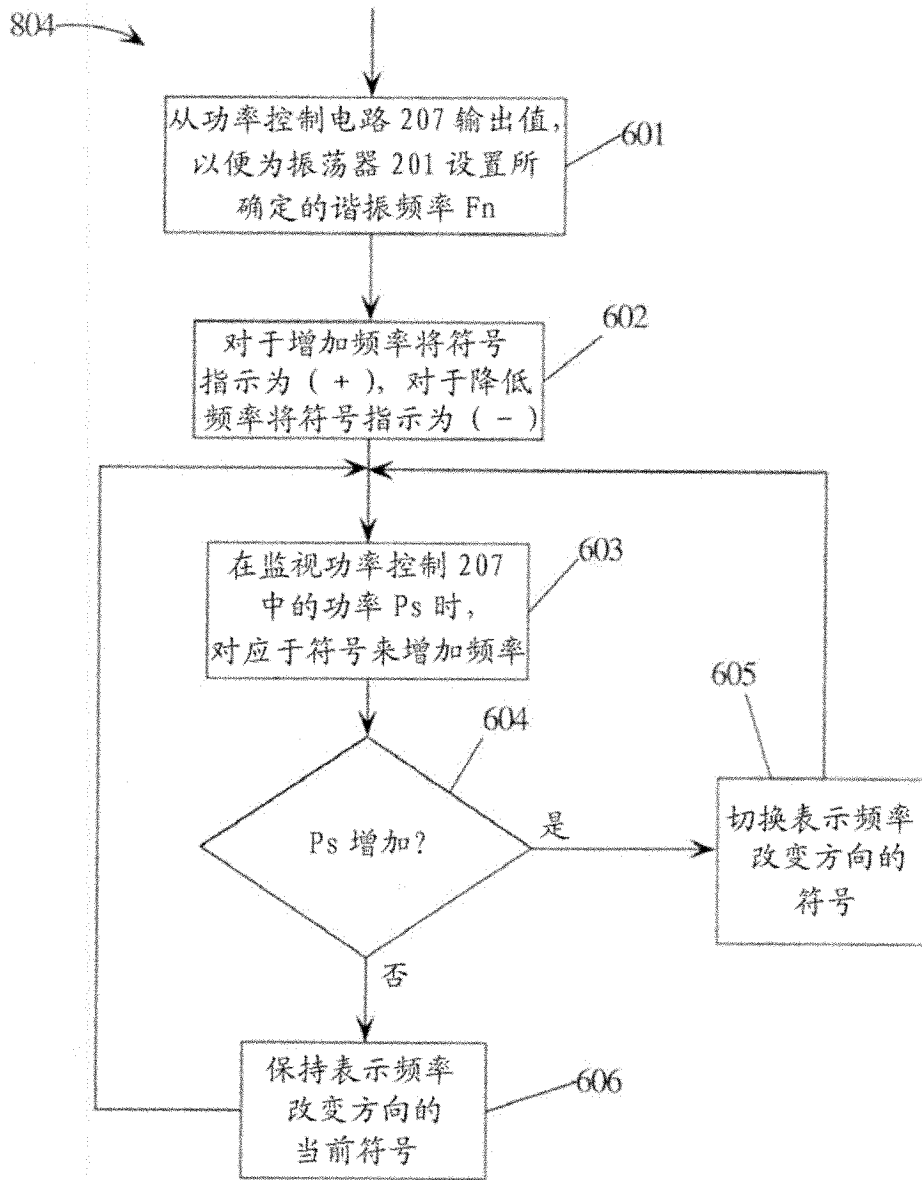 804
从功率控制电路 207 输出值,
以便为振荡器 201 设置所
确定的谐振频率 Fn
601
602
对于增加频率将符号
指示为 ( + ), 对于降低
频率将符号指示为 ( - )
在监视功率控制 207
中的功率 Ps 时,
对应于符号来增加频率
603
604
605
Ps 增加?
是
切换表示频率
改变方向的
符号
否
保持表示频率
改变方向的
当前符号
606